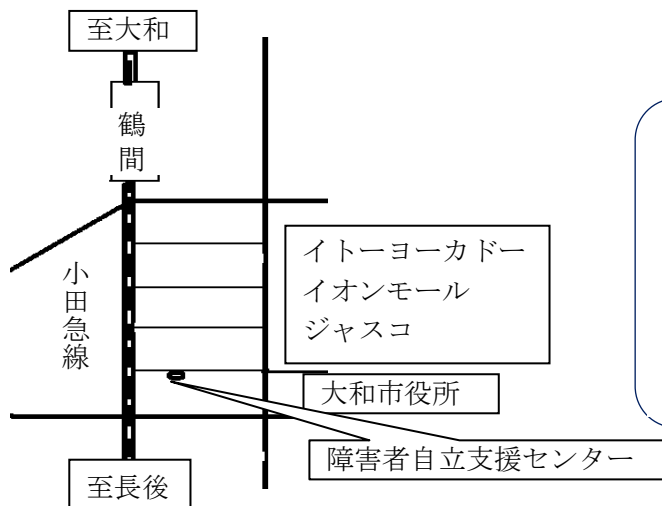 至大和
鶴間
小田急線
イトーヨーカドー
イオンモール
ジャスコ
大和市役所
障害者自立支援センター
至長後